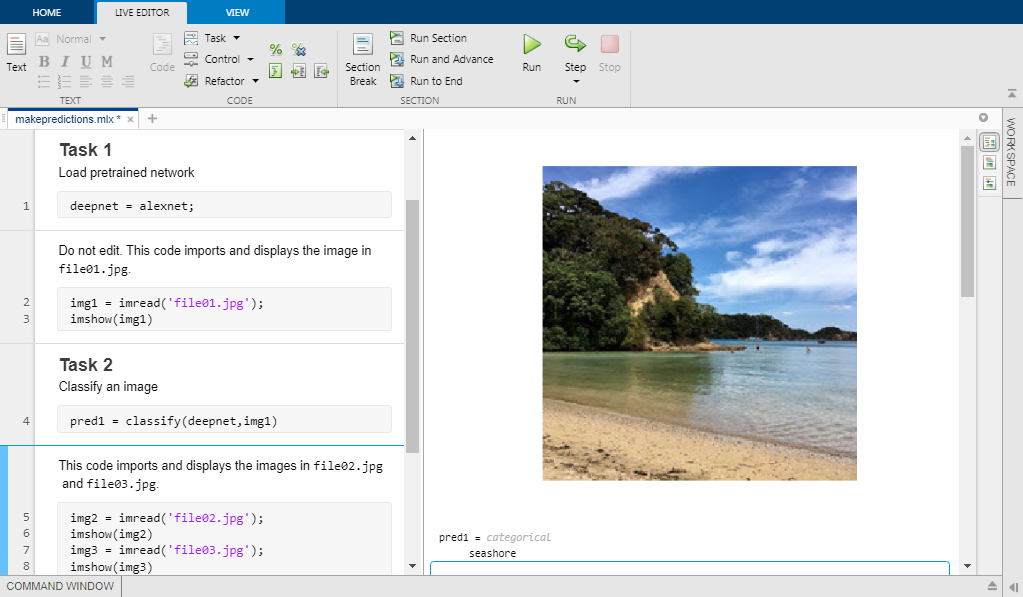 HOME LIVE EDITOR VIEW
Aa Normal
Text
B I U M
TEXT
Code
Task
Control
Refactor
CODE
Section Break
Run Section
Run and Advance
Run to End
SECTION
Run
Step
Stop
RUN
makepredictions.mlx * × +
WORKSPACE
Task 1
Load pretrained network
1 deepnet = alexnet;
Do not edit. This code imports and displays the image in
file01.jpg.
2 img1 = imread('file01.jpg');
3 imshow(img1)
Task 2
Classify an image
4 pred1 = classify(deepnet,img1)
This code imports and displays the images in file02.jpg
and file03.jpg.
5 img2 = imread('file02.jpg');
6 imshow(img2)
7 img3 = imread('file03.jpg');
8 imshow(img3)
pred1 = categorical
seashore
COMMAND WINDOW